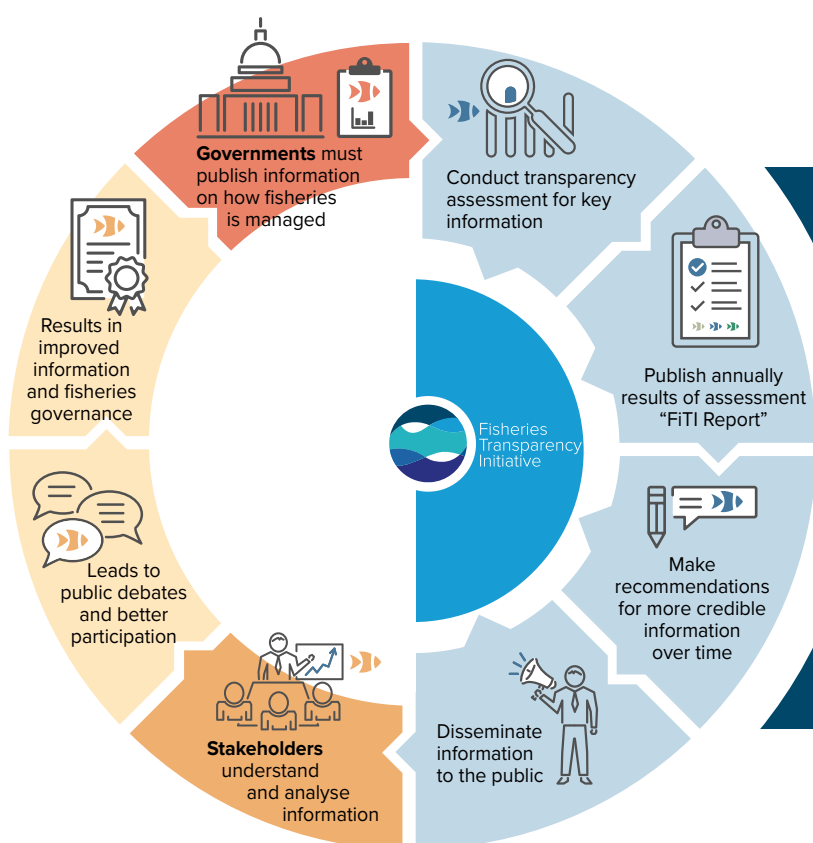 Governments must
publish information
on how fisheries
is managed
Conduct transparency
assessment for key
information
Publish annually
results of assessment
“FiTI Report”
Make
recommendations
for more credible
information
over time
Disseminate
information
to the public
Stakeholders
understand
and analyse
information
Leads to
public debates
and better
participation
Results in
improved
information
and fisheries
governance
Fisheries
Transparency
Initiative